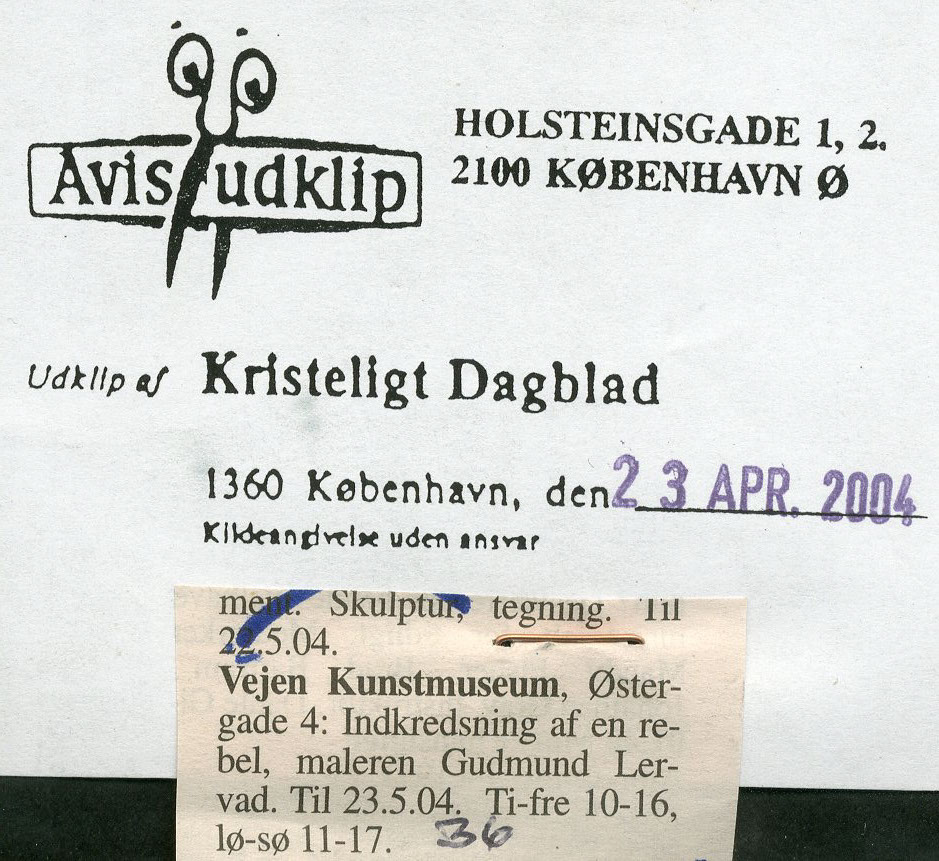 Avis udklip
HOLSTEINSGADE 1, 2.
2100 KØBENHAVN Ø
Udklip af Kristeligt Dagblad
1360 København, den 23 APR. 2004
Kildeangivelse uden ansvar
ment. Skulptur, tegning. Til
22.5.04.
Vejen Kunstmuseum, Øster-
gade 4: Indkredsning af en re-
bel, maleren Gudmund Ler-
vad. Til 23.5.04. Ti-fre 10-16,
lø-sø 11-17. 36